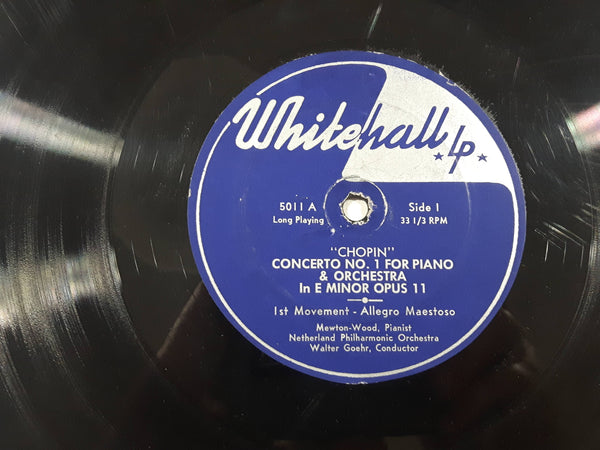 Whitehall LP
5011 A Side 1
Long Playing 33 1/3 RPM
"CHOPIN"
CONCERTO NO. 1 FOR PIANO
& ORCHESTRA
In E MINOR OPUS 11
1st Movement - Allegro Maestoso
Mewton-Wood, Pianist
Netherland Philharmonic Orchestra
Walter Goehr, Conductor